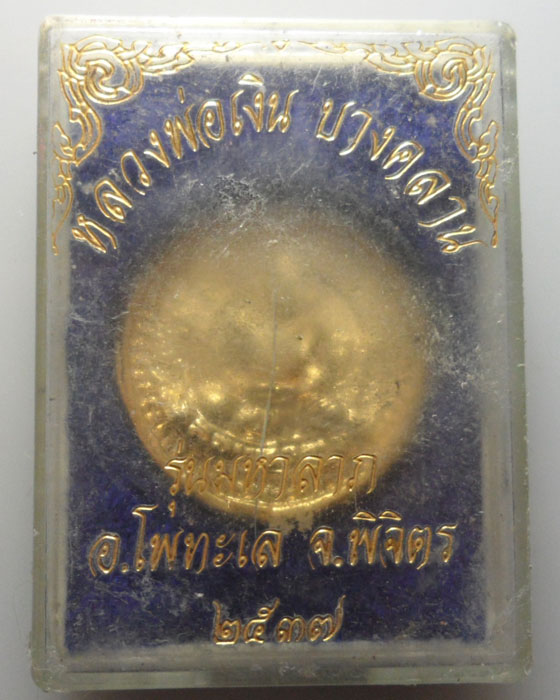 หลวงพ่อเงิน บางคลาน
รุ่นมหาลาภ
อ.โพทะเล จ.พิจิตร
๒๕๓๗